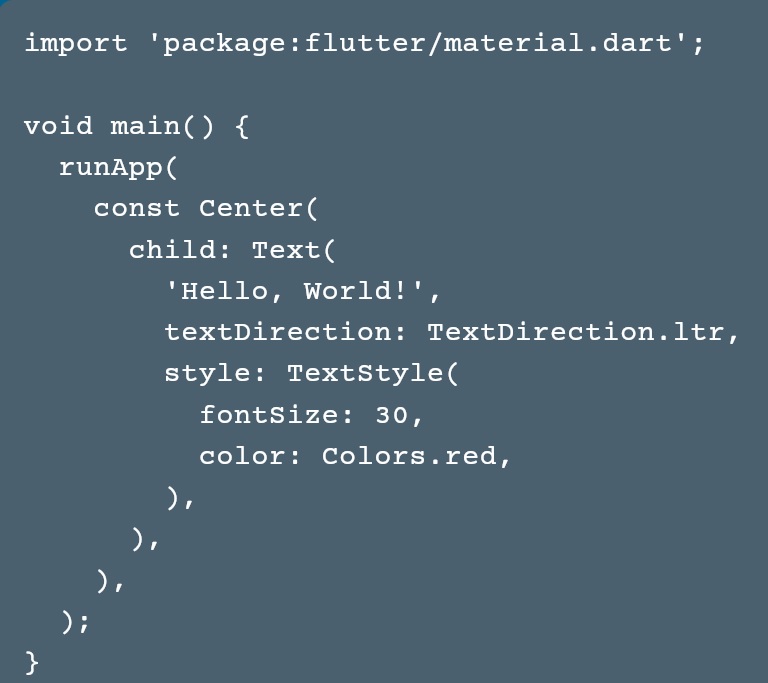 import 'package:flutter/material.dart';

void main() {
  runApp(
    const Center(
      child: Text(
        'Hello, World!',
        textDirection: TextDirection.ltr,
        style: TextStyle(
          fontSize: 30,
          color: Colors.red,
        ),
      ),
    ),
  );
}